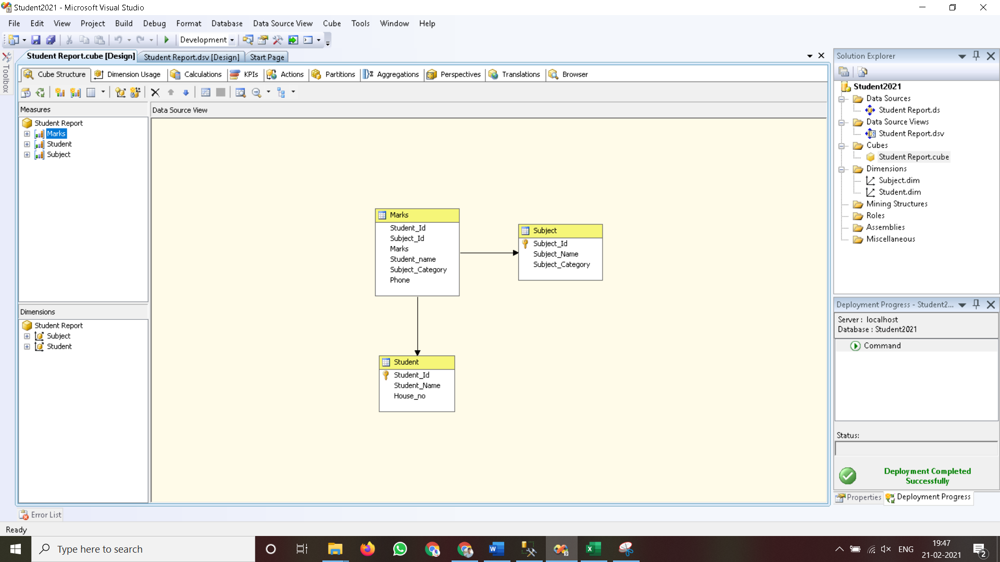 Student2021 - Microsoft Visual Studio
File Edit View Project Build Debug Format Database Data Source View Cube Tools Window Help
Development
Student Report.cube [Design] Student Report.dsv [Design] Start Page
Toolbox
Cube Structure Dimension Usage Calculations KPIs Actions Partitions Aggregations Perspectives Translations Browser
Measures
Student Report
Marks
Student
Subject
Dimensions
Student Report
Subject
Student
Data Source View
Marks
Student_Id
Subject_Id
Marks
Student_name
Subject_Category
Phone
Subject
Subject_Id
Subject_Name
Subject_Category
Student
Student_Id
Student_Name
House_no
Solution Explorer
Student2021
Data Sources
Student Report.ds
Data Source Views
Student Report.dsv
Cubes
Student Report.cube
Dimensions
Subject.dim
Student.dim
Mining Structures
Roles
Assemblies
Miscellaneous
Deployment Progress - Student2...
Server : localhost
Database : Student2021
Command
Status:
Deployment Completed
Successfully
Properties Deployment Progress
Error List
Ready
Type here to search
ENG
19:47
21-02-2021
2